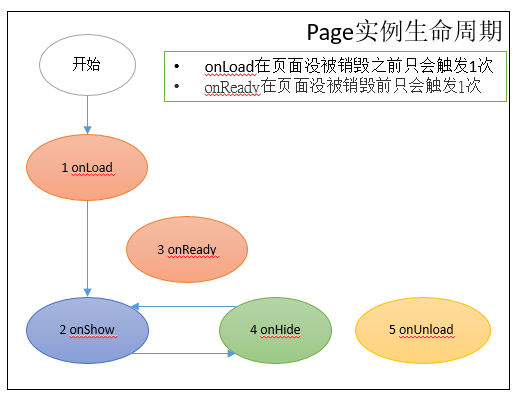 Page实例生命周期
• onLoad在页面没被销毁之前只会触发1次
• onReady在页面没被销毁前只会触发1次
开始
1 onLoad
3 onReady
2 onShow
4 onHide
5 onUnload